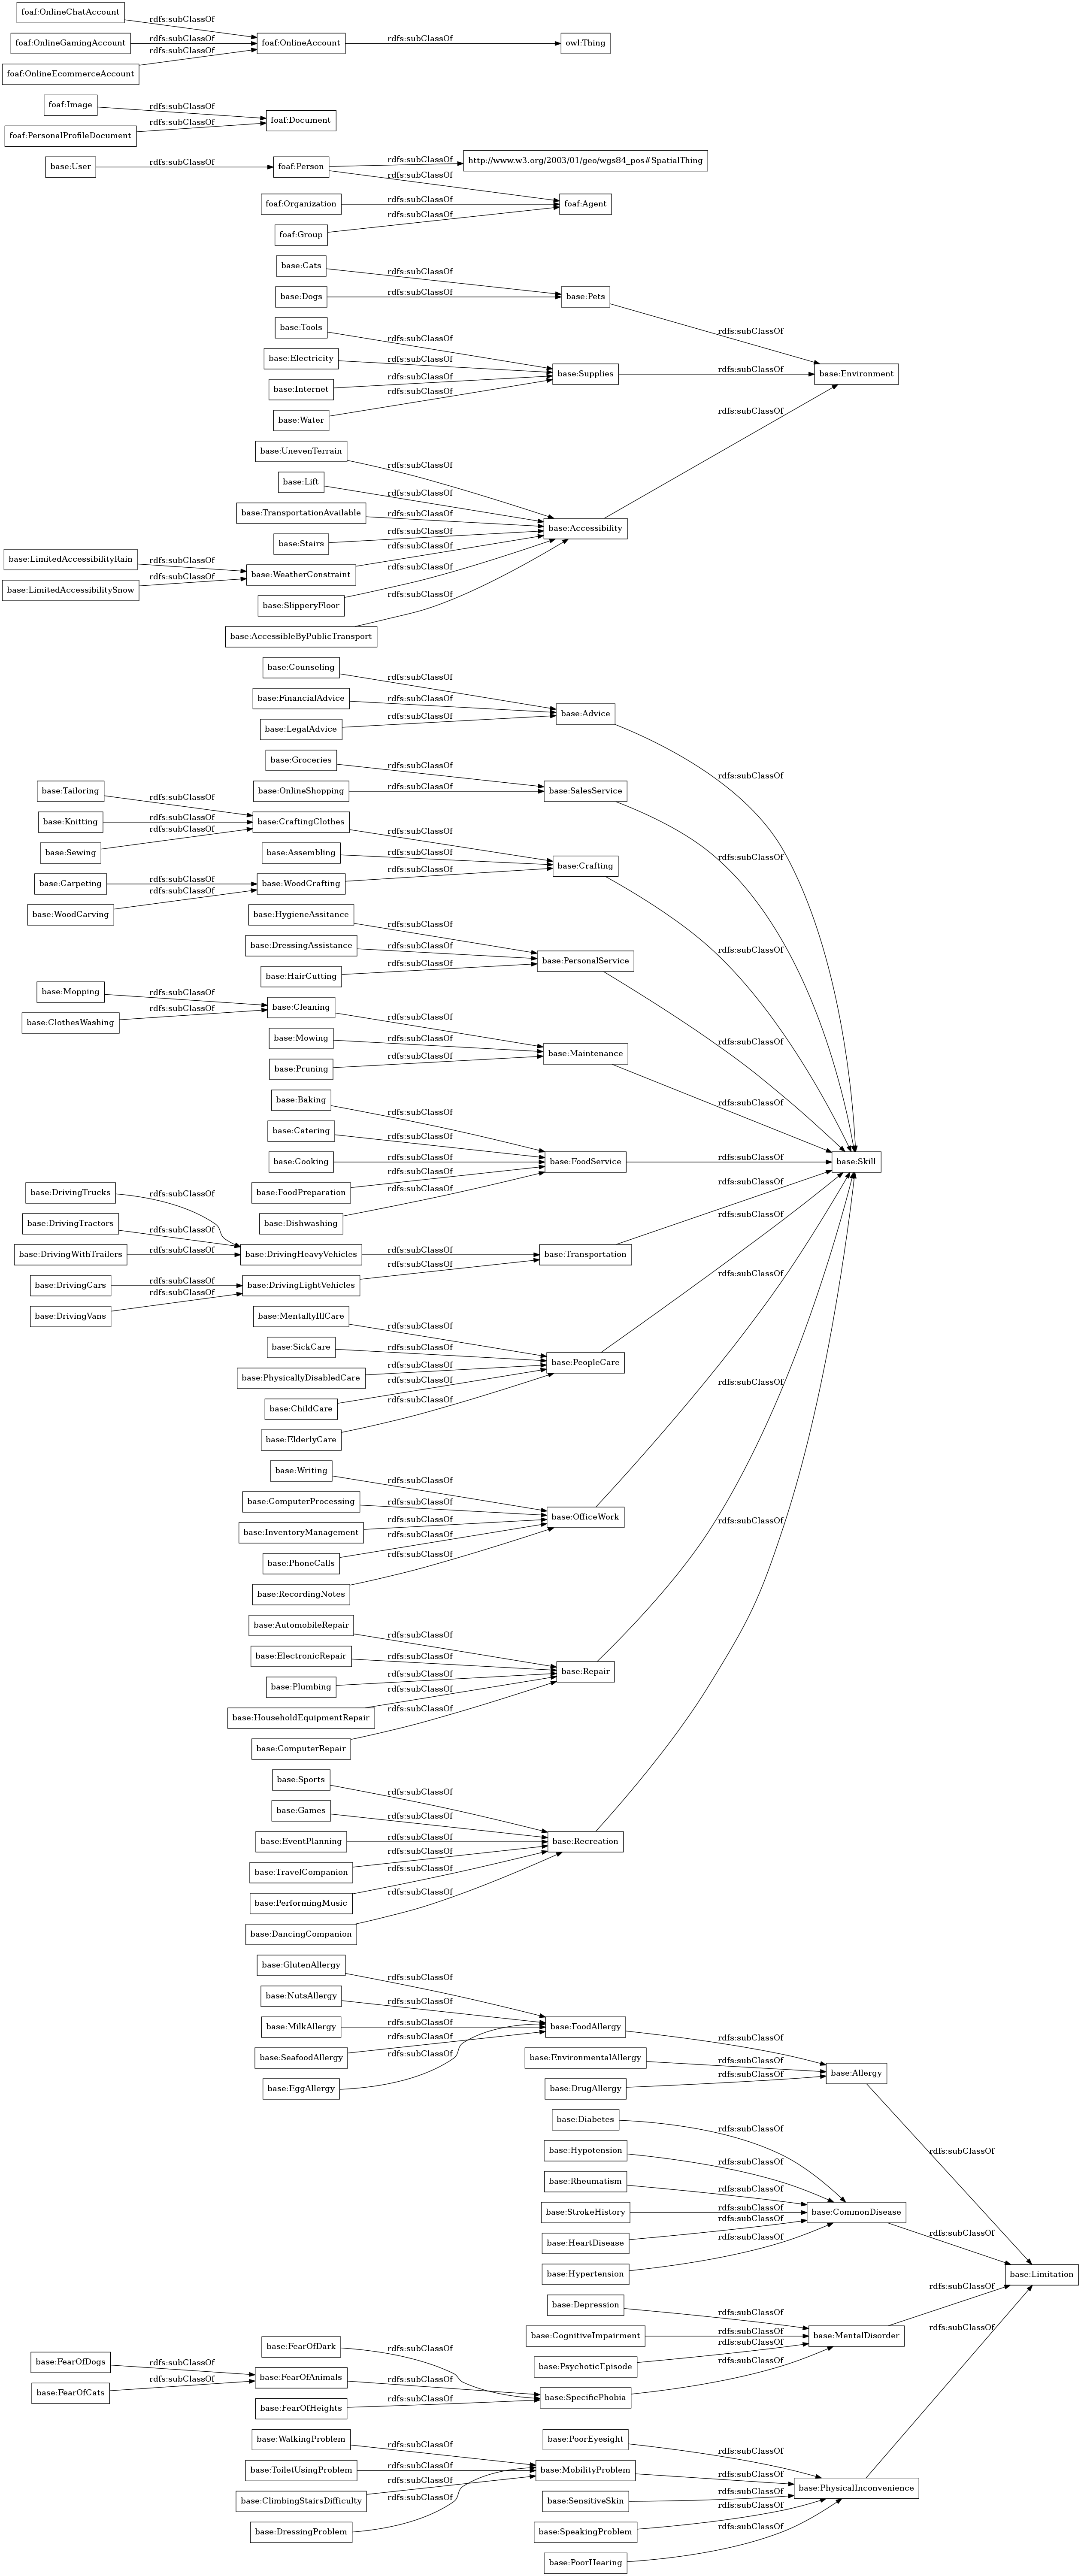 foaf:OnlineChatAccount
rdfs:subClassOf
foaf:OnlineGamingAccount
rdfs:subClassOf
foaf:OnlineAccount
rdfs:subClassOf
owl:Thing
rdfs:subClassOf
foaf:OnlineEcommerceAccount
foaf:Image
rdfs:subClassOf
foaf:Document
rdfs:subClassOf
foaf:PersonalProfileDocument
base:User
rdfs:subClassOf
foaf:Person
rdfs:subClassOf
http://www.w3.org/2003/01/geo/wgs84_pos#SpatialThing
rdfs:subClassOf
foaf:Organization
rdfs:subClassOf
foaf:Agent
rdfs:subClassOf
foaf:Group
base:Cats
rdfs:subClassOf
base:Dogs
rdfs:subClassOf
base:Pets
base:Tools
rdfs:subClassOf
rdfs:subClassOf
base:Electricity
rdfs:subClassOf
base:Supplies
rdfs:subClassOf
base:Environment
base:Internet
rdfs:subClassOf
base:Water
rdfs:subClassOf
rdfs:subClassOf
base:UnevenTerrain
rdfs:subClassOf
base:Lift
rdfs:subClassOf
base:TransportationAvailable
rdfs:subClassOf
base:Accessibility
base:Stairs
rdfs:subClassOf
base:LimitedAccessibilityRain
rdfs:subClassOf
rdfs:subClassOf
base:WeatherConstraint
rdfs:subClassOf
base:LimitedAccessibilitySnow
rdfs:subClassOf
base:SlipperyFloor
rdfs:subClassOf
base:AccessibleByPublicTransport
base:Counseling
rdfs:subClassOf
base:FinancialAdvice
rdfs:subClassOf
base:Advice
rdfs:subClassOf
base:LegalAdvice
base:Groceries
rdfs:subClassOf
rdfs:subClassOf
base:Tailoring
rdfs:subClassOf
base:OnlineShopping
rdfs:subClassOf
base:SalesService
base:Knitting
rdfs:subClassOf
base:CraftingClothes
rdfs:subClassOf
rdfs:subClassOf
base:Sewing
base:Assembling
rdfs:subClassOf
rdfs:subClassOf
base:Crafting
rdfs:subClassOf
base:Carpeting
rdfs:subClassOf
base:WoodCrafting
rdfs:subClassOf
base:WoodCarving
base:HygieneAssitance
rdfs:subClassOf
base:DressingAssistance
rdfs:subClassOf
rdfs:subClassOf
base:PersonalService
rdfs:subClassOf
base:HairCutting
base:Mopping
rdfs:subClassOf
base:Cleaning
rdfs:subClassOf
rdfs:subClassOf
base:ClothesWashing
base:Mowing
rdfs:subClassOf
rdfs:subClassOf
base:Maintenance
rdfs:subClassOf
base:Pruning
base:Baking
rdfs:subClassOf
rdfs:subClassOf
base:Catering
rdfs:subClassOf
base:Cooking
rdfs:subClassOf
base:FoodService
rdfs:subClassOf
base:Skill
rdfs:subClassOf
base:FoodPreparation
rdfs:subClassOf
rdfs:subClassOf
base:Dishwashing
rdfs:subClassOf
base:DrivingTrucks
rdfs:subClassOf
base:DrivingTractors
rdfs:subClassOf
base:DrivingWithTrailers
rdfs:subClassOf
base:DrivingHeavyVehicles
rdfs:subClassOf
base:Transportation
rdfs:subClassOf
base:DrivingCars
rdfs:subClassOf
base:DrivingLightVehicles
rdfs:subClassOf
rdfs:subClassOf
base:DrivingVans
base:MentallyIllCare
rdfs:subClassOf
base:SickCare
rdfs:subClassOf
base:PhysicallyDisabledCare
rdfs:subClassOf
base:PeopleCare
rdfs:subClassOf
base:ChildCare
rdfs:subClassOf
rdfs:subClassOf
base:ElderlyCare
base:Writing
rdfs:subClassOf
base:ComputerProcessing
rdfs:subClassOf
base:OfficeWork
rdfs:subClassOf
base:InventoryManagement
rdfs:subClassOf
rdfs:subClassOf
base:PhoneCalls
rdfs:subClassOf
base:RecordingNotes
base:AutomobileRepair
rdfs:subClassOf
base:ElectronicRepair
rdfs:subClassOf
base:Repair
rdfs:subClassOf
base:Plumbing
rdfs:subClassOf
base:HouseholdEquipmentRepair
rdfs:subClassOf
base:ComputerRepair
base:Sports
rdfs:subClassOf
base:Games
rdfs:subClassOf
base:EventPlanning
rdfs:subClassOf
base:Recreation
rdfs:subClassOf
base:TravelCompanion
rdfs:subClassOf
base:PerformingMusic
rdfs:subClassOf
base:DancingCompanion
base:GlutenAllergy
rdfs:subClassOf
base:NutsAllergy
rdfs:subClassOf
base:MilkAllergy
rdfs:subClassOf
base:FoodAllergy
rdfs:subClassOf
rdfs:subClassOf
base:SeafoodAllergy
rdfs:subClassOf
base:EnvironmentalAllergy
rdfs:subClassOf
base:Allergy
base:EggAllergy
base:DrugAllergy
rdfs:subClassOf
base:Diabetes
rdfs:subClassOf
base:Hypotension
rdfs:subClassOf
rdfs:subClassOf
base:Rheumatism
rdfs:subClassOf
base:StrokeHistory
rdfs:subClassOf
base:CommonDisease
rdfs:subClassOf
rdfs:subClassOf
base:HeartDisease
rdfs:subClassOf
base:Hypertension
base:Limitation
rdfs:subClassOf
base:Depression
rdfs:subClassOf
rdfs:subClassOf
base:CognitiveImpairment
rdfs:subClassOf
base:MentalDisorder
rdfs:subClassOf
base:FearOfDark
rdfs:subClassOf
base:FearOfDogs
rdfs:subClassOf
base:PsychoticEpisode
rdfs:subClassOf
base:FearOfAnimals
rdfs:subClassOf
rdfs:subClassOf
base:FearOfCats
base:SpecificPhobia
rdfs:subClassOf
base:FearOfHeights
base:WalkingProblem
rdfs:subClassOf
base:PoorEyesight
rdfs:subClassOf
base:ToiletUsingProblem
rdfs:subClassOf
base:MobilityProblem
rdfs:subClassOf
base:PhysicalInconvenience
rdfs:subClassOf
base:ClimbingStairsDifficulty
rdfs:subClassOf
base:SensitiveSkin
rdfs:subClassOf
rdfs:subClassOf
base:DressingProblem
base:SpeakingProblem
rdfs:subClassOf
base:PoorHearing